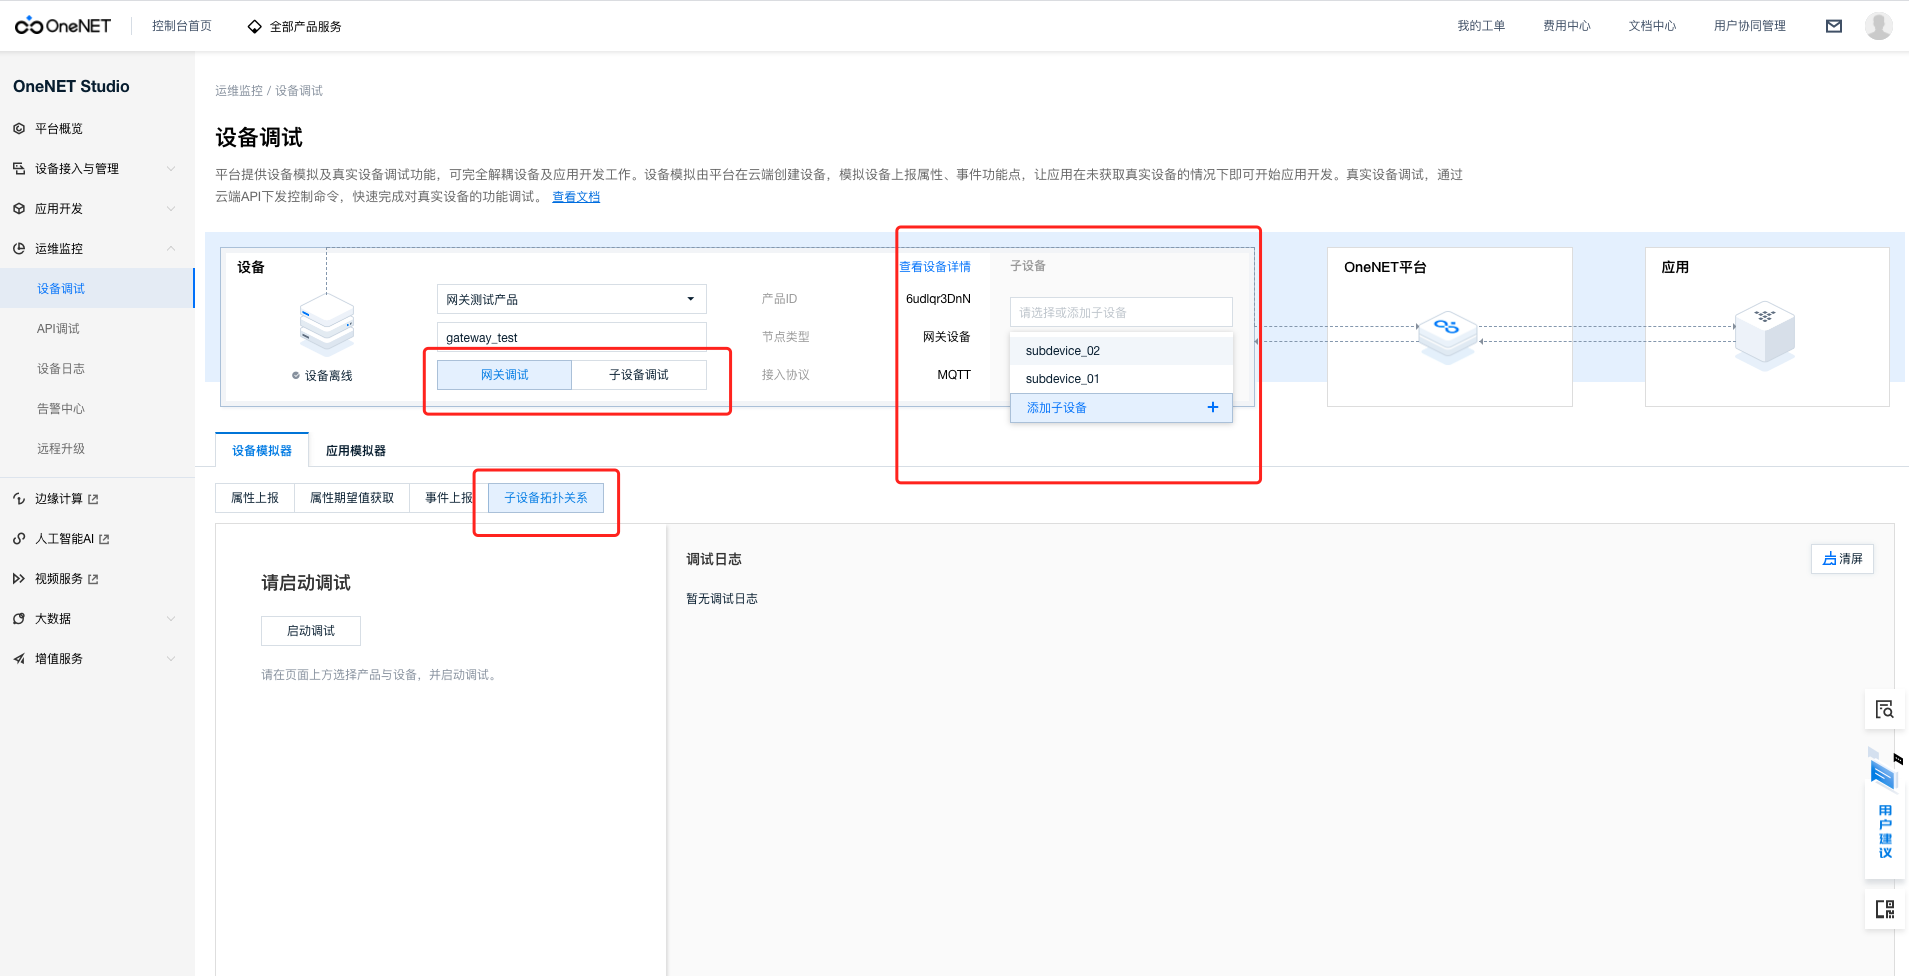 OneNET
控制台首页
全部产品服务
我的工单
费用中心
文档中心
用户协同管理
OneNET Studio
平台概览
设备接入与管理
应用开发
运维监控
设备调试
API调试
设备日志
告警中心
远程升级
边缘计算
人工智能AI
视频服务
大数据
增值服务
运维监控 / 设备调试
设备调试
平台提供设备模拟及真实设备调试功能，可完全解耦设备及应用开发工作。设备模拟由平台在云端创建设备，模拟设备上报属性、事件功能点，让应用在未获取真实设备的情况下即可开始应用开发。真实设备调试，通过
云端API下发控制命令，快速完成对真实设备的功能调试。 查看文档
设备
设备离线
网关测试产品
gateway_test
网关调试
子设备调试
查看设备详情
产品ID
6udlqr3DnN
节点类型
网关设备
接入协议
MQTT
子设备
请选择或添加子设备
subdevice_02
subdevice_01
添加子设备 +
OneNET平台
应用
设备模拟器
应用模拟器
属性上报
属性期望值获取
事件上报
子设备拓扑关系
请启动调试
启动调试
请在页面上方选择产品与设备，并启动调试。
调试日志
清屏
暂无调试日志
用户建议